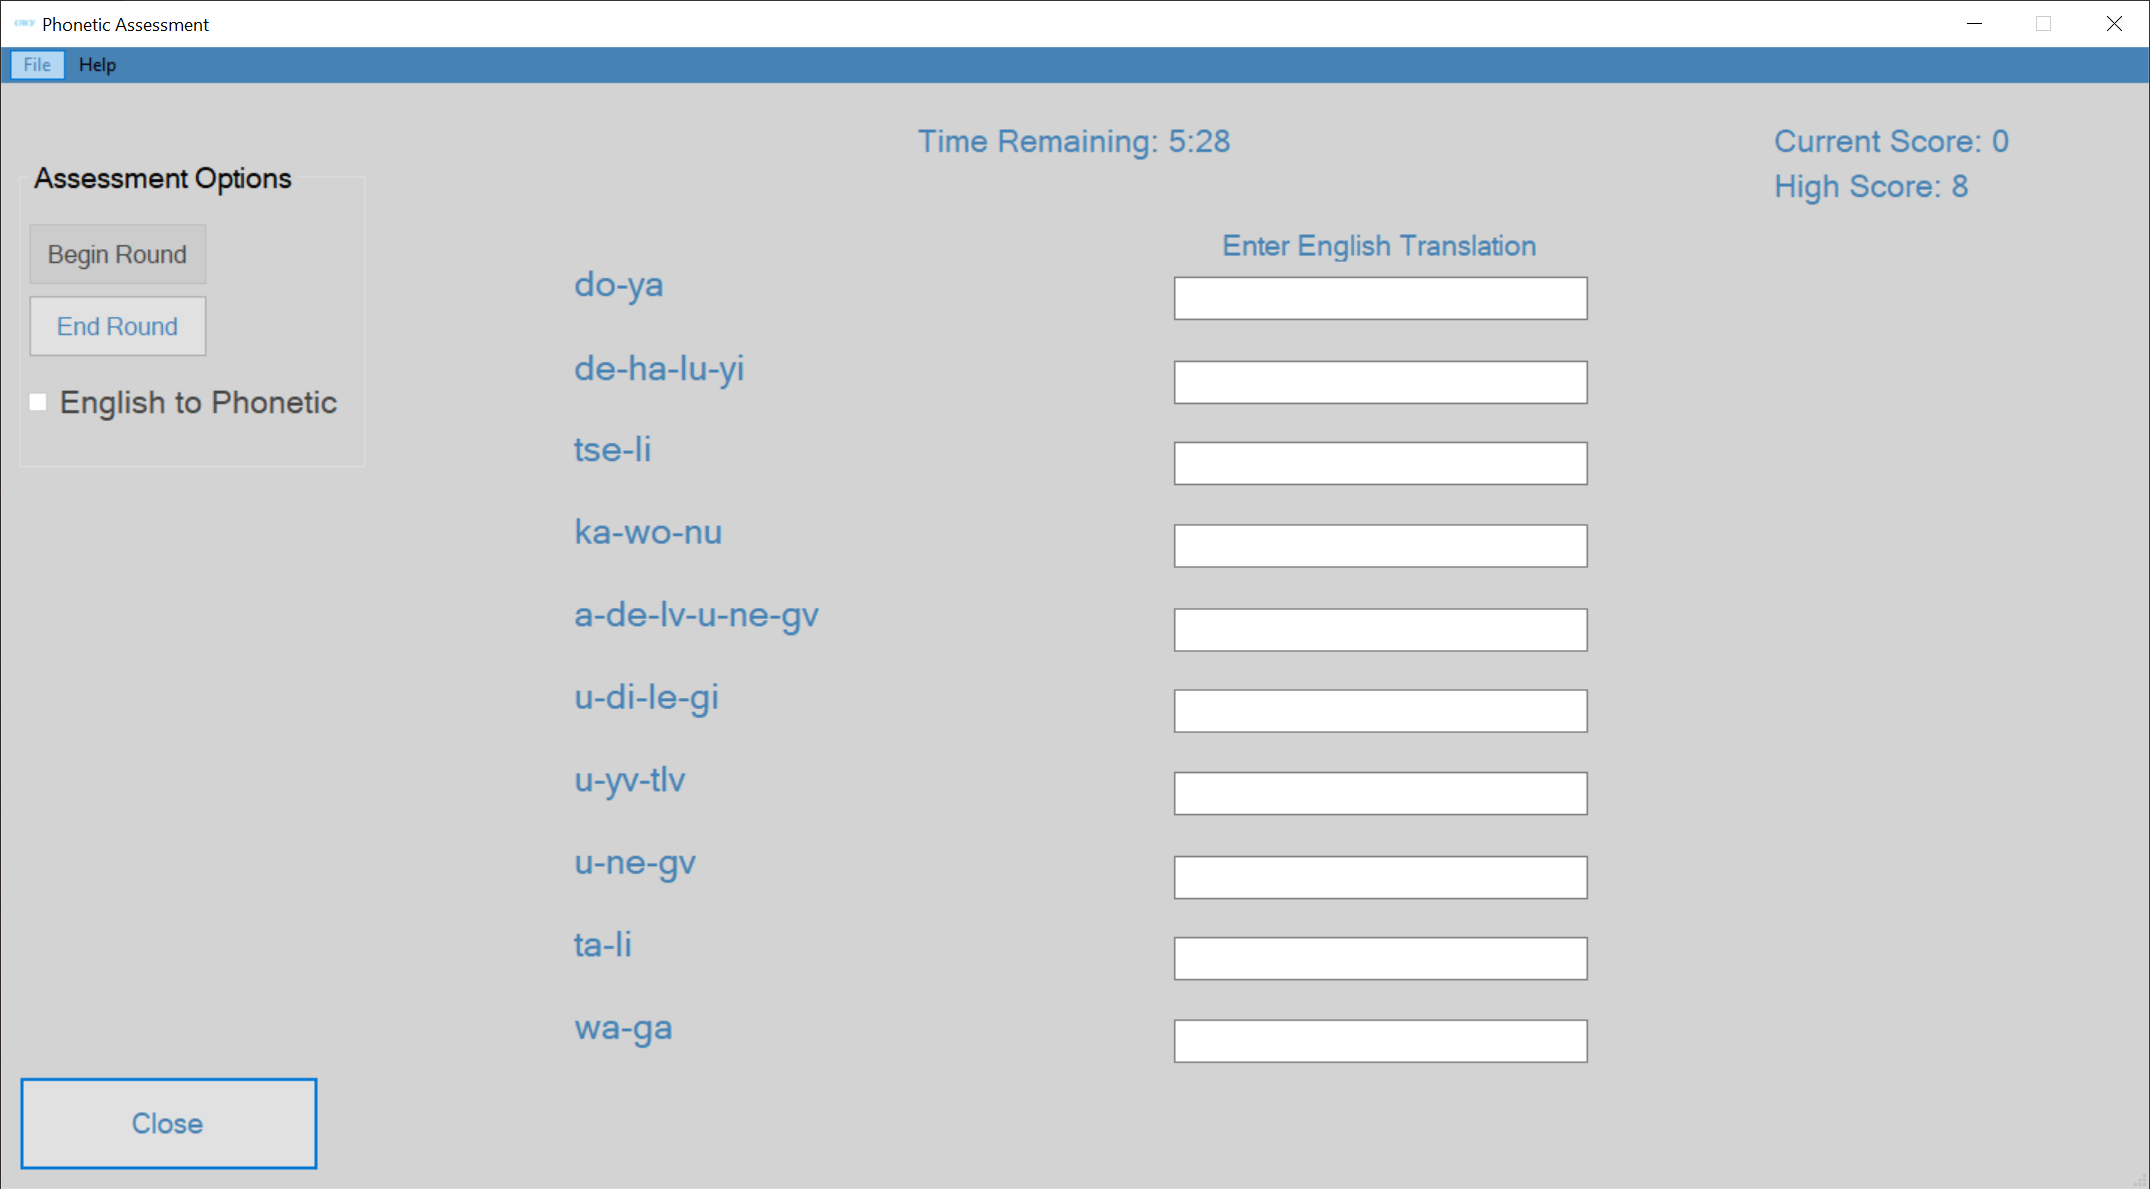 Phonetic Assessment
File Help
Time Remaining: 5:28
Current Score: 0
High Score: 8
Assessment Options
Begin Round
End Round
English to Phonetic
Enter English Translation
do-ya
de-ha-lu-yi
tse-li
ka-wo-nu
a-de-lv-u-ne-gv
u-di-le-gi
u-yv-tlv
u-ne-gv
ta-li
wa-ga
Close